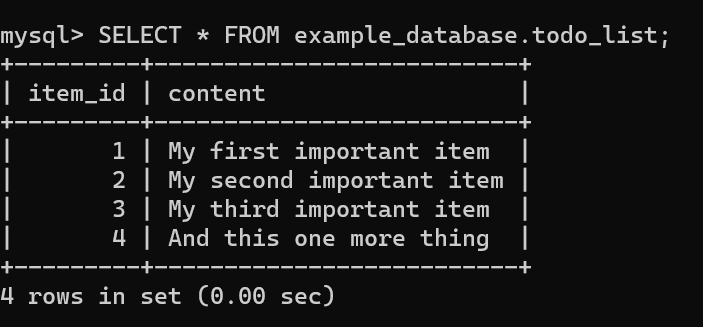 mysql> SELECT * FROM example_database.todo_list;
+---------+--------------------------+
| item_id | content                  |
+---------+--------------------------+
|       1 | My first important item  |
|       2 | My second important item |
|       3 | My third important item  |
|       4 | And this one more thing  |
+---------+--------------------------+
4 rows in set (0.00 sec)